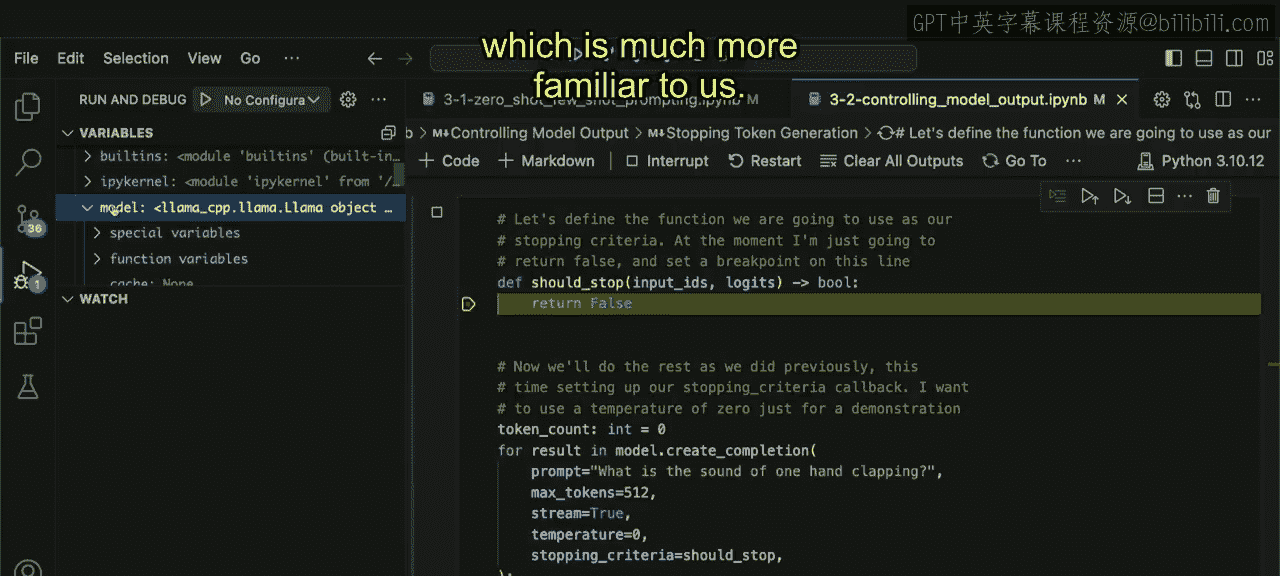 GPT中英字幕课程资源@bilibili.com
which is much more
familiar to us.
File Edit Selection View Go ···
RUN AND DEBUG No Configura
3-1-zero_shot_few_shot_prompting.ipynb M
3-2-controlling_model_output.ipynb M
VARIABLES
b > M↓Controlling Model Output > M↓Stopping Token Generation > # Let's define the function we are going to use as our
builtins: <module 'builtins' (built-in…
+ Code + Markdown Interrupt Restart Clear All Outputs Go To ··· Python 3.10.12
ipykernel: <module 'ipykernel' from '/…
model: <llama_cpp.llama.Llama object …
special variables
function variables
cache: None
WATCH
36
1
# Let's define the function we are going to use as our
# stopping criteria. At the moment I'm just going to
# return false, and set a breakpoint on this line
def should_stop(input_ids, logits) -> bool:
return False
# Now we'll do the rest as we did previously, this
# time setting up our stopping_criteria callback. I want
# to use a temperature of zero just for a demonstration
token_count: int = 0
for result in model.create_completion(
prompt="What is the sound of one hand clapping?",
max_tokens=512,
stream=True,
temperature=0,
stopping_criteria=should_stop,